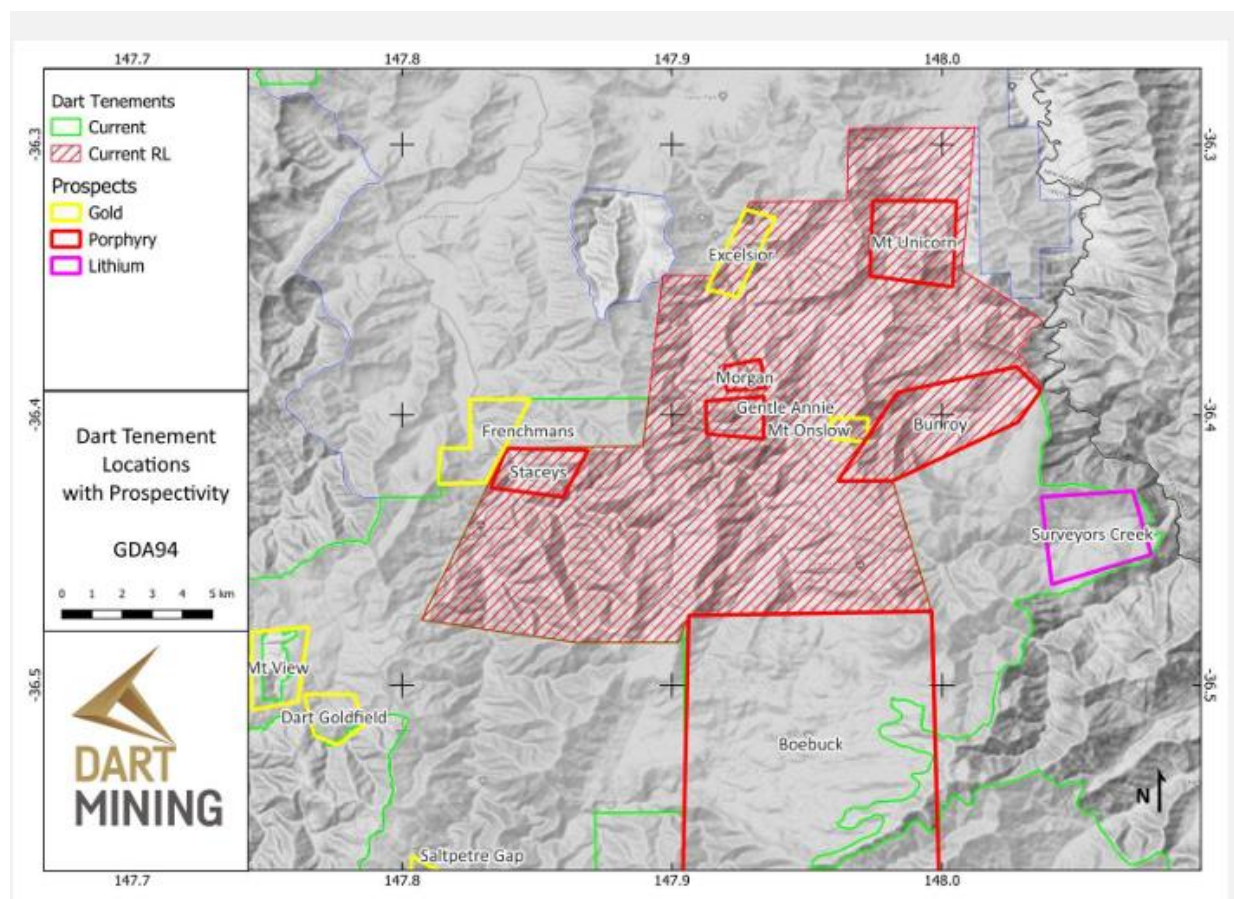 147.7 147.8 147.9 148.0
Dart Tenements
Current
Current RL
Prospects
Gold
Porphyry
Lithium
-36.3 -36.3
Mt Unicorn
Excelsior
Morgan
Gentle Annie
Mt Onslow
Bunroy
-36.4 -36.4
Frenchmans
Staceys
Surveyors Creek
Dart Tenement
Locations
with Prospectivity
GDA94
0 1 2 3 4 5 km
Mt View
Dart Goldfield
-36.5 -36.5
Boebuck
DART
MINING
N
Saltpetre Gap
147.7 147.8 147.9 148.0